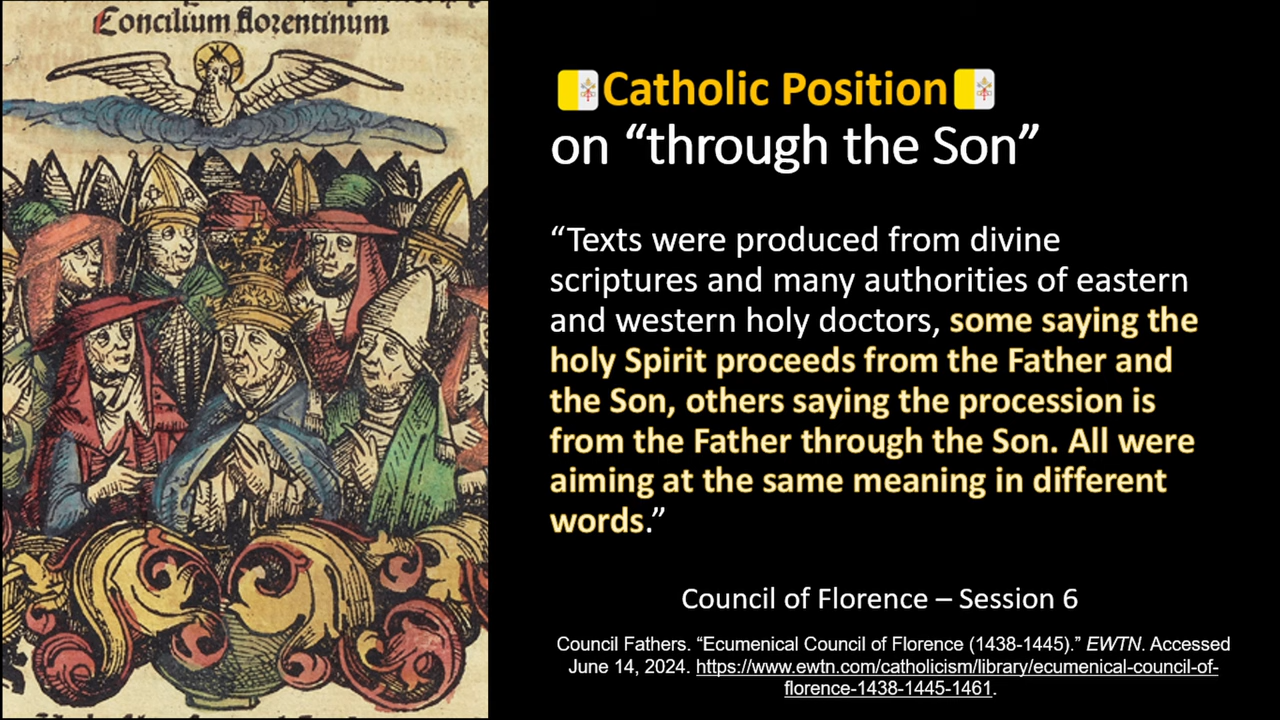 Concilium florentinum
Catholic Position
on “through the Son”
“Texts were produced from divine
scriptures and many authorities of eastern
and western holy doctors, some saying the
holy Spirit proceeds from the Father and
the Son, others saying the procession is
from the Father through the Son. All were
aiming at the same meaning in different
words.”
Council of Florence – Session 6
Council Fathers. “Ecumenical Council of Florence (1438-1445).” EWTN. Accessed
June 14, 2024. https://www.ewtn.com/catholicism/library/ecumenical-council-of-
florence-1438-1445-1461.